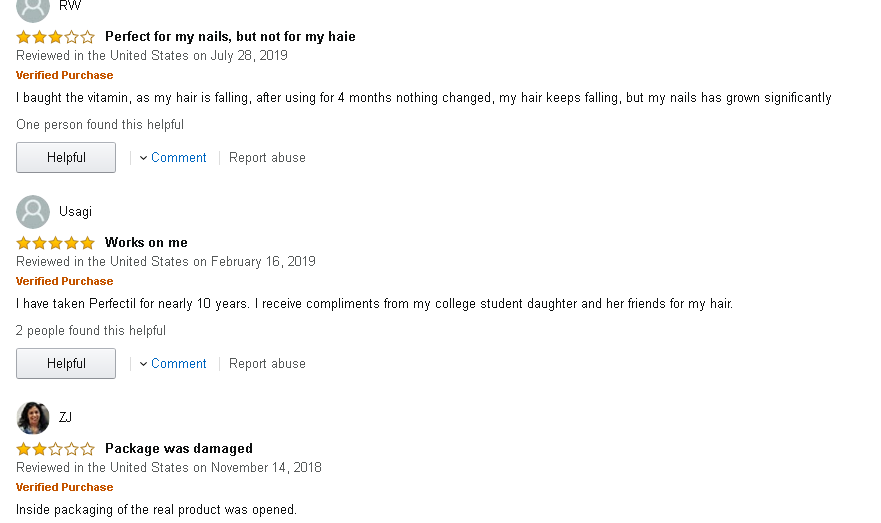 RW
Perfect for my nails, but not for my haie
Reviewed in the United States on July 28, 2019
Verified Purchase
I baught the vitamin, as my hair is falling, after using for 4 months nothing changed, my hair keeps falling, but my nails has grown significantly
One person found this helpful
Helpful Comment Report abuse
Usagi
Works on me
Reviewed in the United States on February 16, 2019
Verified Purchase
I have taken Perfectil for nearly 10 years. I receive compliments from my college student daughter and her friends for my hair.
2 people found this helpful
Helpful Comment Report abuse
ZJ
Package was damaged
Reviewed in the United States on November 14, 2018
Verified Purchase
Inside packaging of the real product was opened.